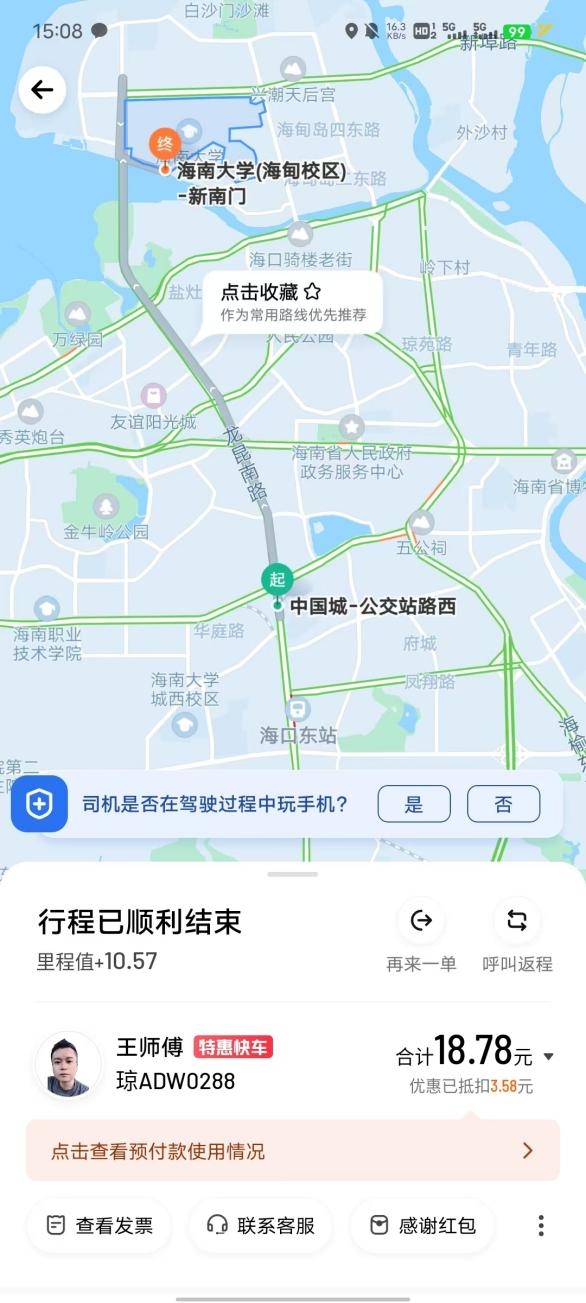 白沙门沙滩
15:08
16.3
KB/s
HD 1
2
5G
5G
99
新埠路
兴潮天后宫
海甸岛四东路
外沙村
终
海南大学(海甸校区)
-新南门
海口骑楼老街
岭下村
盐灶
点击收藏
作为常用路线优先推荐
人民公园
万绿园
琼苑路
青年路
友谊阳光城
秀英炮台
龙昆南路
海南省人民政府
政务服务中心
海南省博
金牛岭公园
五公祠
起
中国城-公交站路西
海南职业
技术学院
华庭路
府城
海南大学
城西校区
凤翔路
海口东站
海榆东
院第二
司机是否在驾驶过程中玩手机?
是
否
行程已顺利结束
里程值+10.57
再来一单
呼叫返程
王师傅
特惠快车
合计18.78元
琼ADW0288
优惠已抵扣3.58元
点击查看预付款使用情况
查看发票
联系客服
感谢红包